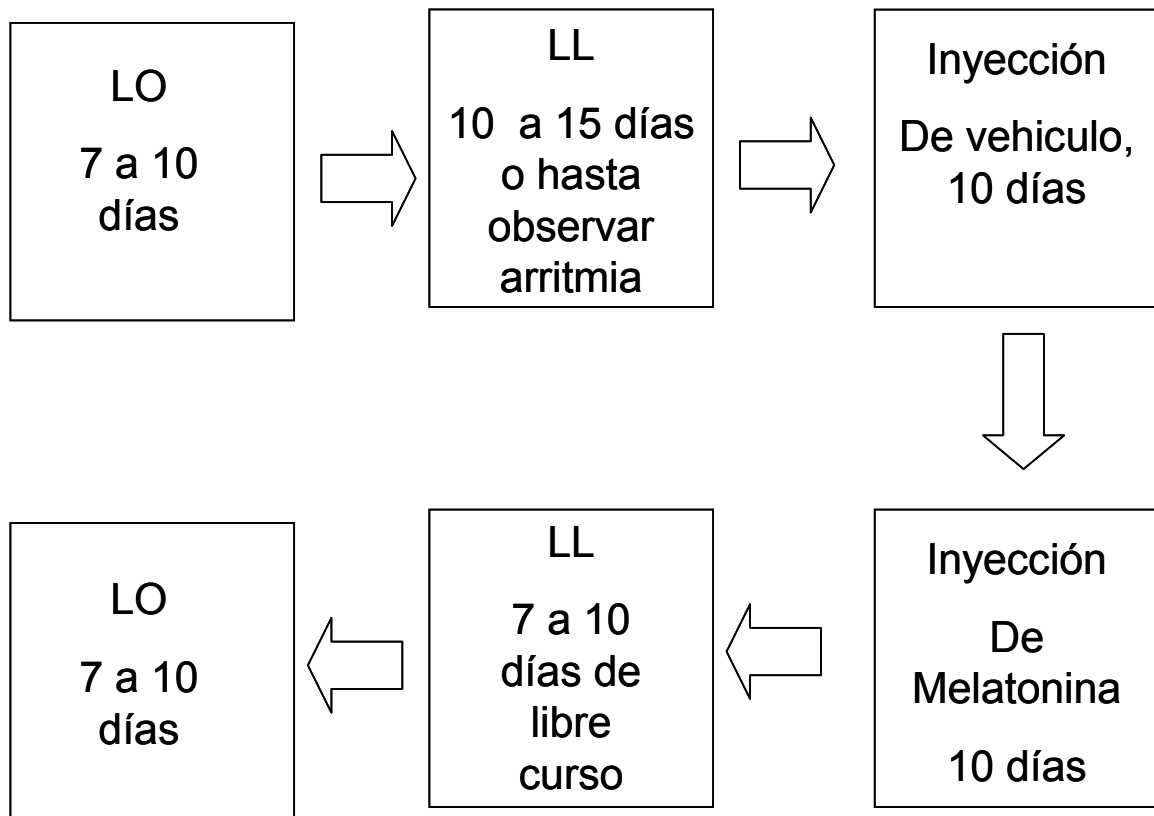 LO
7 a 10
días
LL
10 a 15 días
o hasta
observar
arritmia
Inyección
De vehiculo,
10 días
Inyección
De
Melatonina
10 días
LL
7 a 10
días de
libre
curso
LO
7 a 10
días